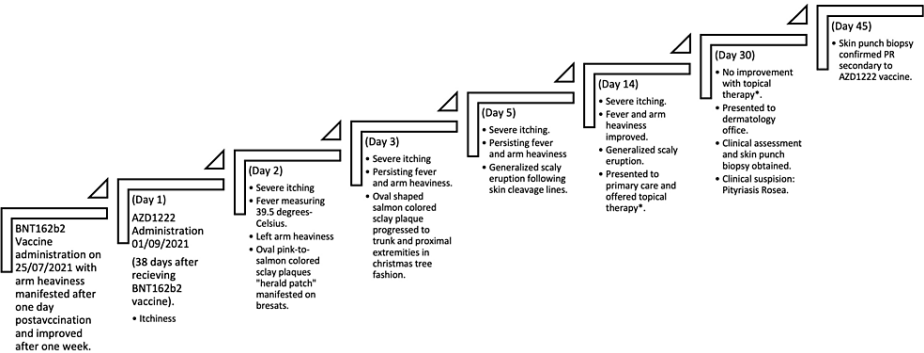 BNT162b2
Vaccine
administration on
25/07/2021 with
arm heaviness
manifested after
one day
postavccination
and improved
after one week.
(Day 1)
AZD1222
Administration
01/09/2021
(38 days after
recieving
BNT162b2
vaccine).
• Itchiness
(Day 2)
• Severe itching
• Fever measuring
39.5 degrees-
Celsius.
• Left arm heaviness
• Oval pink-to-
salmon colored
sclay plaques
"herald patch"
manifested on
bresats.
(Day 3)
• Severe itching
• Persisting fever
and arm heaviness.
• Oval shaped
salmon colored
sclay plaque
progressed to
trunk and proximal
extremities in
christmas tree
fashion.
(Day 5)
• Severe itching.
• Persisting fever
and arm heaviness
• Generalized scaly
eruption following
skin cleavage lines.
(Day 14)
• Severe itching.
• Fever and arm
heaviness
improved.
• Generalized scaly
eruption.
• Presented to
primary care and
offered topical
therapy*.
(Day 30)
• No improvement
with topical
therapy*.
• Presented to
dermatology
office.
• Clinical assessment
and skin punch
biopsy obtained.
• Clinical suspision:
Pityriasis Rosea.
(Day 45)
• Skin punch biopsy
confirmed PR
secondary to
AZD1222 vaccine.